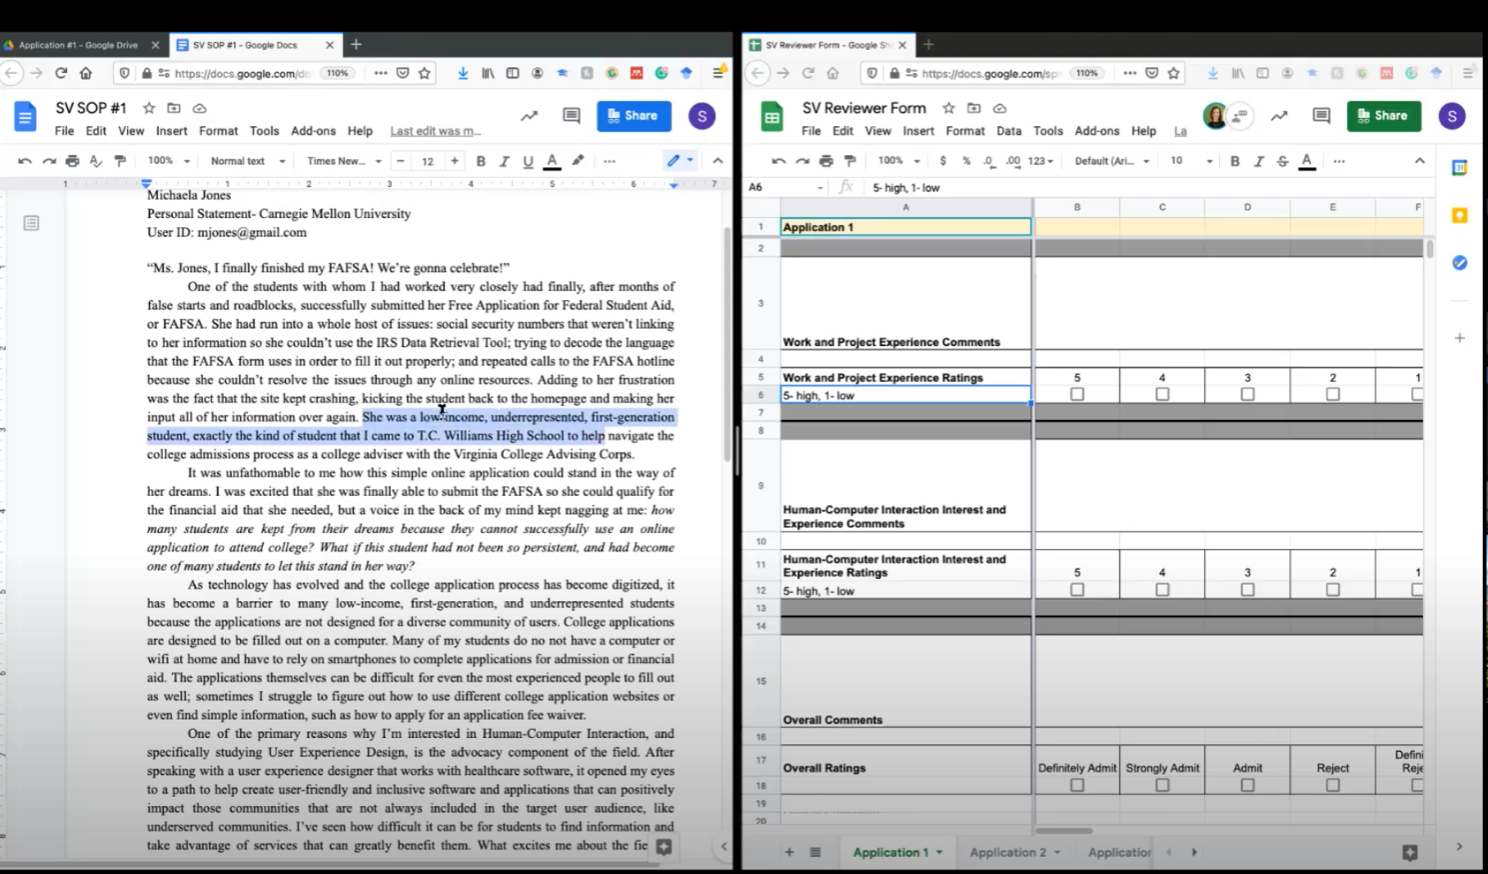 Application #1 - Google Drive
SV SOP #1 - Google Docs
https://docs.google.com/do
110%
SV SOP #1
File Edit View Insert Format Tools Add-ons Help Last edit was m...
Share
S
100% Normal text Times New... 12 B I U A
1 1 2 3 4 5 6 7
Michaela Jones
Personal Statement- Carnegie Mellon University
User ID: mjones@gmail.com
“Ms. Jones, I finally finished my FAFSA! We’re gonna celebrate!”
One of the students with whom I had worked very closely had finally, after months of
false starts and roadblocks, successfully submitted her Free Application for Federal Student Aid,
or FAFSA. She had run into a whole host of issues: social security numbers that weren’t linking
to her information so she couldn’t use the IRS Data Retrieval Tool; trying to decode the language
that the FAFSA form uses in order to fill it out properly; and repeated calls to the FAFSA hotline
because she couldn’t resolve the issues through any online resources. Adding to her frustration
was the fact that the site kept crashing, kicking the student back to the homepage and making her
input all of her information over again. She was a low-income, underrepresented, first-generation
student, exactly the kind of student that I came to T.C. Williams High School to help navigate the
college admissions process as a college adviser with the Virginia College Advising Corps.
It was unfathomable to me how this simple online application could stand in the way of
her dreams. I was excited that she was finally able to submit the FAFSA so she could qualify for
the financial aid that she needed, but a voice in the back of my mind kept nagging at me: how
many students are kept from their dreams because they cannot successfully use an online
application to attend college? What if this student had not been so persistent, and had become
one of many students to let this stand in her way?
As technology has evolved and the college application process has become digitized, it
has become a barrier to many low-income, first-generation, and underrepresented students
because the applications are not designed for a diverse community of users. College applications
are designed to be filled out on a computer. Many of my students do no not have a computer or
wifi at home and have to rely on smartphones to complete applications for admission or financial
aid. The applications themselves can be difficult for even the most experienced people to fill out
as well; sometimes I struggle to figure out how to use different college application websites or
even find simple information, such as how to apply for an application fee waiver.
One of the primary reasons why I’m interested in Human-Computer Interaction, and
specifically studying User Experience Design, is the advocacy component of the field. After
speaking with a user experience designer that works with healthcare software, it opened my eyes
to a path to help create user-friendly and inclusive software and applications that can positively
impact those communities that are not always included in the target user audience, like
underserved communities. I’ve seen how difficult it can be for students to find information and
take advantage of services that can greatly benefit them. What excites me about the fie
SV Reviewer Form - Google She
https://docs.google.com/spr
110%
SV Reviewer Form
File Edit View Insert Format Data Tools Add-ons Help La
Share
S
100% $ % .0 .00 123 Default (Ari... 10 B I S A
A6 fx 5- high, 1- low
A B C D E F
1 Application 1
2
3 Work and Project Experience Comments
4
5 Work and Project Experience Ratings 5 4 3 2 1
6 5- high, 1- low
7
8
9 Human-Computer Interaction Interest and
Experience Comments
10
11 Human-Computer Interaction Interest and
Experience Ratings 5 4 3 2 1
12 5- high, 1- low
13
14
15 Overall Comments
16
17 Overall Ratings Definitely Admit Strongly Admit Admit Reject Defini
Reje
18
19
20
Application 1 Application 2 Application